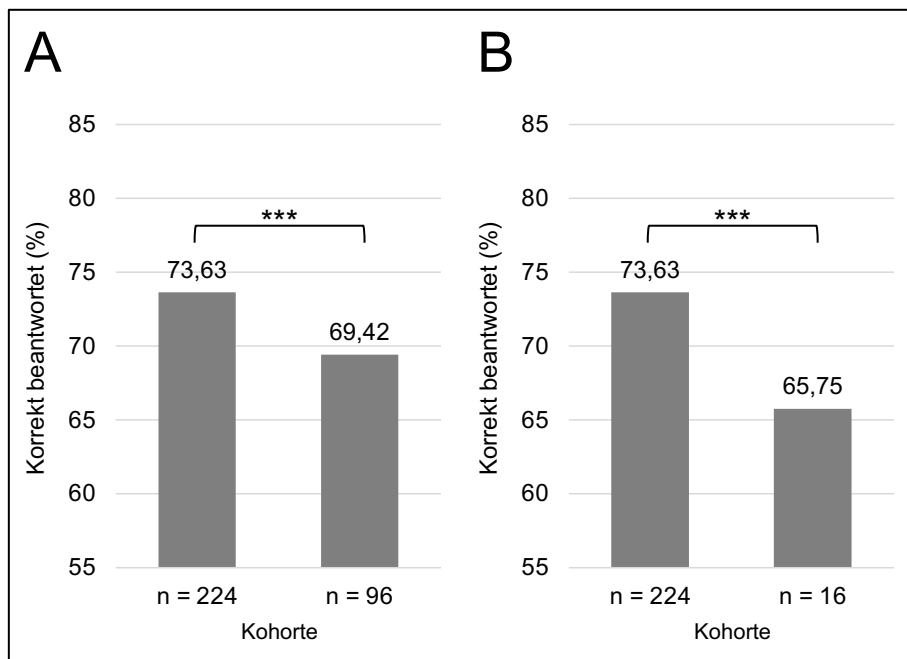 A
Korrekt beantwortet (%)
85
80
75
70
65
60
55
***
73,63
69,42
n = 224
n = 96
Kohorte
B
Korrekt beantwortet (%)
85
80
75
70
65
60
55
***
73,63
65,75
n = 224
n = 16
Kohorte